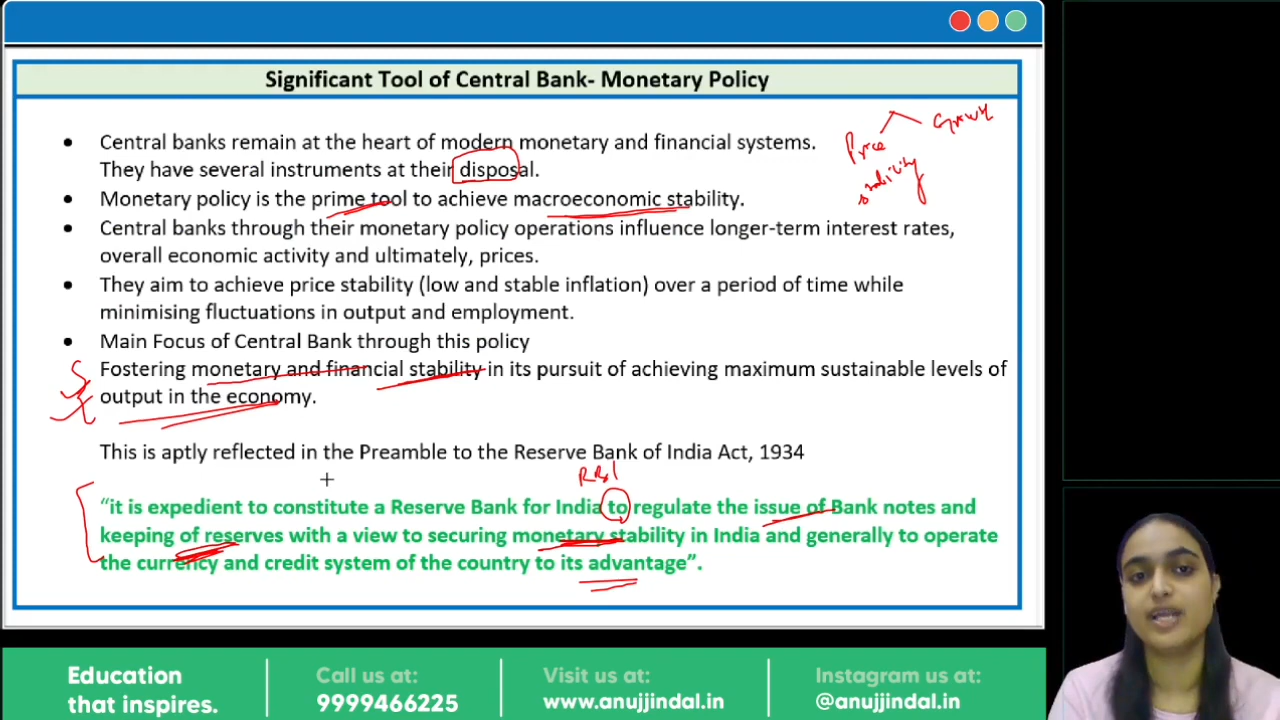 Significant Tool of Central Bank- Monetary Policy
Price stability
Growth
• Central banks remain at the heart of modern monetary and financial systems.
They have several instruments at their disposal.
• Monetary policy is the prime tool to achieve macroeconomic stability.
• Central banks through their monetary policy operations influence longer-term interest rates,
overall economic activity and ultimately, prices.
• They aim to achieve price stability (low and stable inflation) over a period of time while
minimising fluctuations in output and employment.
• Main Focus of Central Bank through this policy
Fostering monetary and financial stability in its pursuit of achieving maximum sustainable levels of
output in the economy.
This is aptly reflected in the Preamble to the Reserve Bank of India Act, 1934
RBI
“it is expedient to constitute a Reserve Bank for India to regulate the issue of Bank notes and
keeping of reserves with a view to securing monetary stability in India and generally to operate
the currency and credit system of the country to its advantage”.
Education
that inspires.
Call us at:
9999466225
Visit us at:
www.anujjindal.in
Instagram us at:
@anujjindal.in